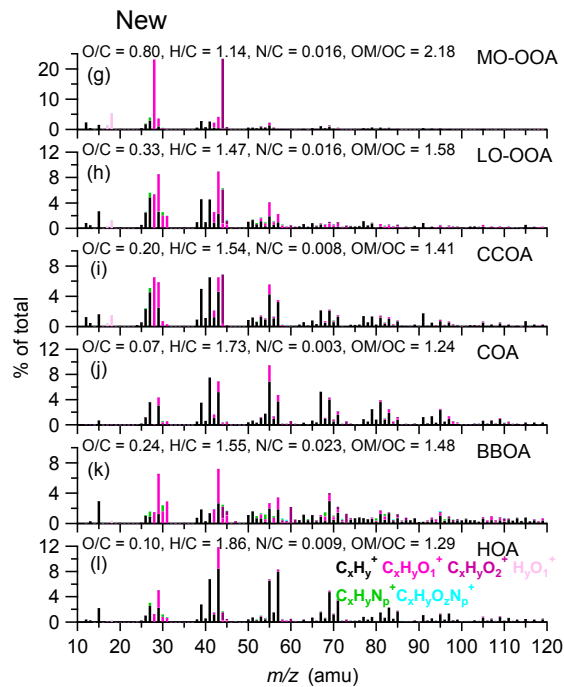 New
O/C = 0.80, H/C = 1.14, N/C = 0.016, OM/OC = 2.18
MO-OOA
(g)
20
10
0
O/C = 0.33, H/C = 1.47, N/C = 0.016, OM/OC = 1.58
LO-OOA
(h)
12
8
4
0
O/C = 0.20, H/C = 1.54, N/C = 0.008, OM/OC = 1.41
CCOA
(i)
8
4
0
O/C = 0.07, H/C = 1.73, N/C = 0.003, OM/OC = 1.24
COA
(j)
12
8
4
0
O/C = 0.24, H/C = 1.55, N/C = 0.023, OM/OC = 1.48
BBOA
(k)
12
8
4
0
O/C = 0.10, H/C = 1.86, N/C = 0.009, OM/OC = 1.29
HOA
(l)
12
8
4
0
CxHy+ CxHyO1+ CxHyO2+ HyO1+
CxHyNp+ CxHyO2Np+
% of total
10 20 30 40 50 60 70 80 90 100 110 120
m/z (amu)